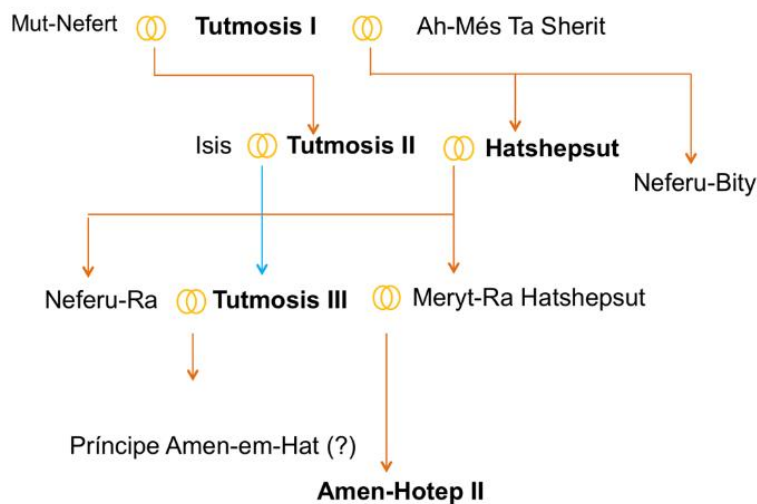 Mut-Nefert Tutmosis I Ah-Més Ta Sherit
Isis Tutmosis II Hatshepsut
Neferu-Bity
Neferu-Ra Tutmosis III Meryt-Ra Hatshepsut
Príncipe Amen-em-Hat (?)
Amen-Hotep II